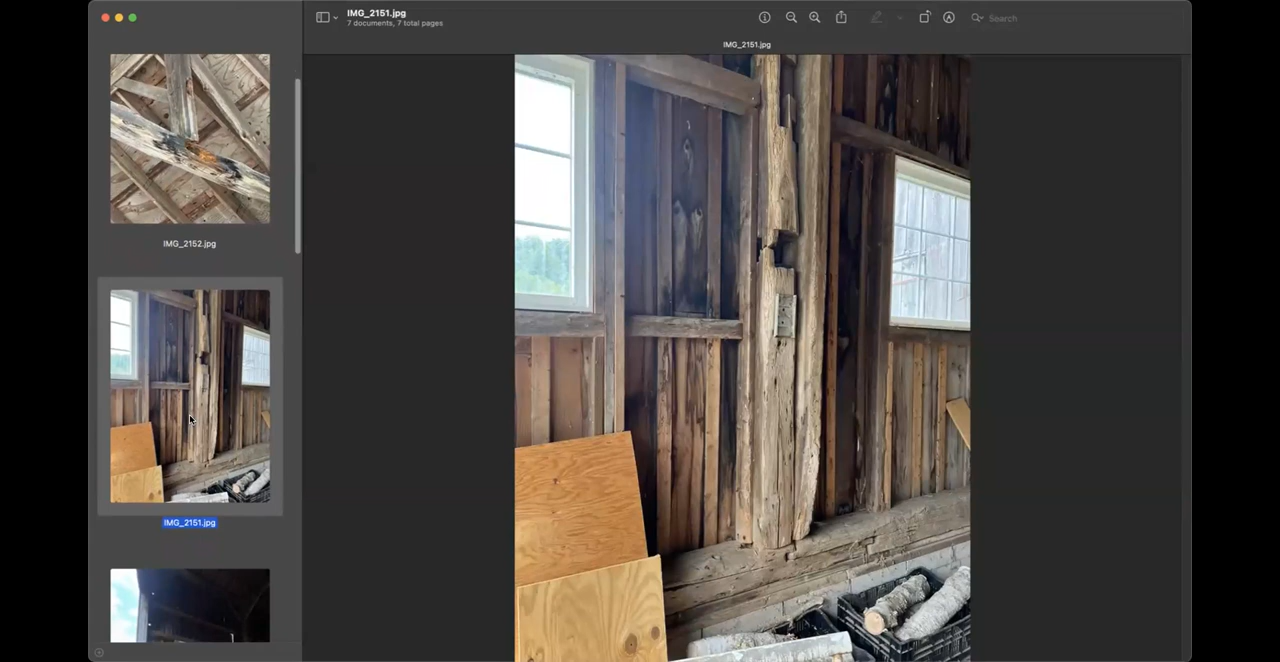 IMG_2151.jpg
7 documents, 7 total pages
Search
IMG_2151.jpg
IMG_2152.jpg
IMG_2151.jpg